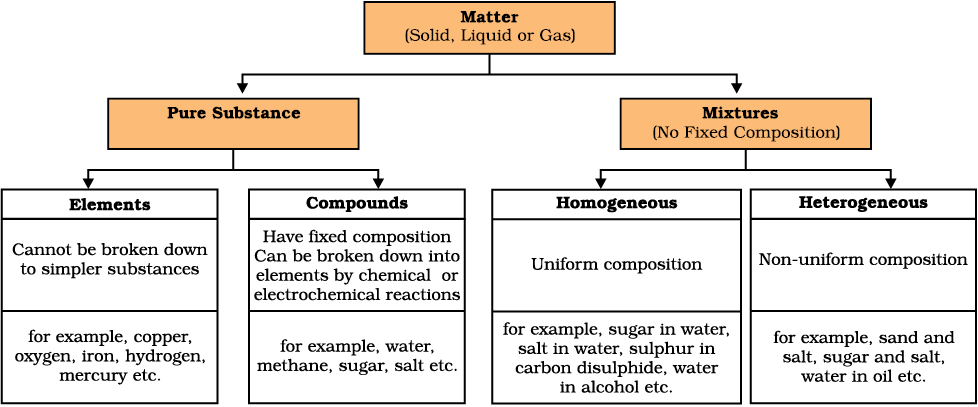 Matter
(Solid, Liquid or Gas)
Pure Substance
Mixtures
(No Fixed Composition)
Elements
Cannot be broken down
to simpler substances
for example, copper,
oxygen, iron, hydrogen,
mercury etc.
Compounds
Have fixed composition
Can be broken down into
elements by chemical or
electrochemical reactions
for example, water,
methane, sugar, salt etc.
Homogeneous
Uniform composition
for example, sugar in water,
salt in water, sulphur in
carbon disulphide, water
in alcohol etc.
Heterogeneous
Non-uniform composition
for example, sand and
salt, sugar and salt,
water in oil etc.